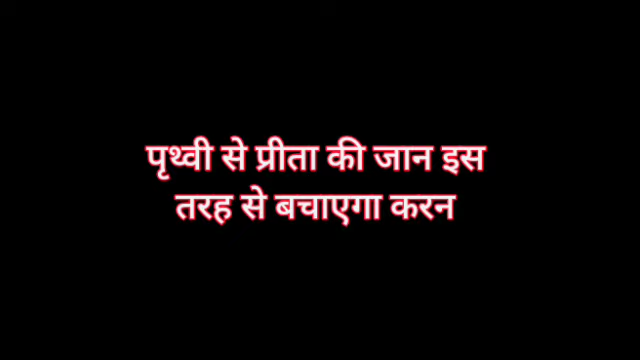 पृथ्वी से प्रीता की जान इस
तरह से बचाएगा करन